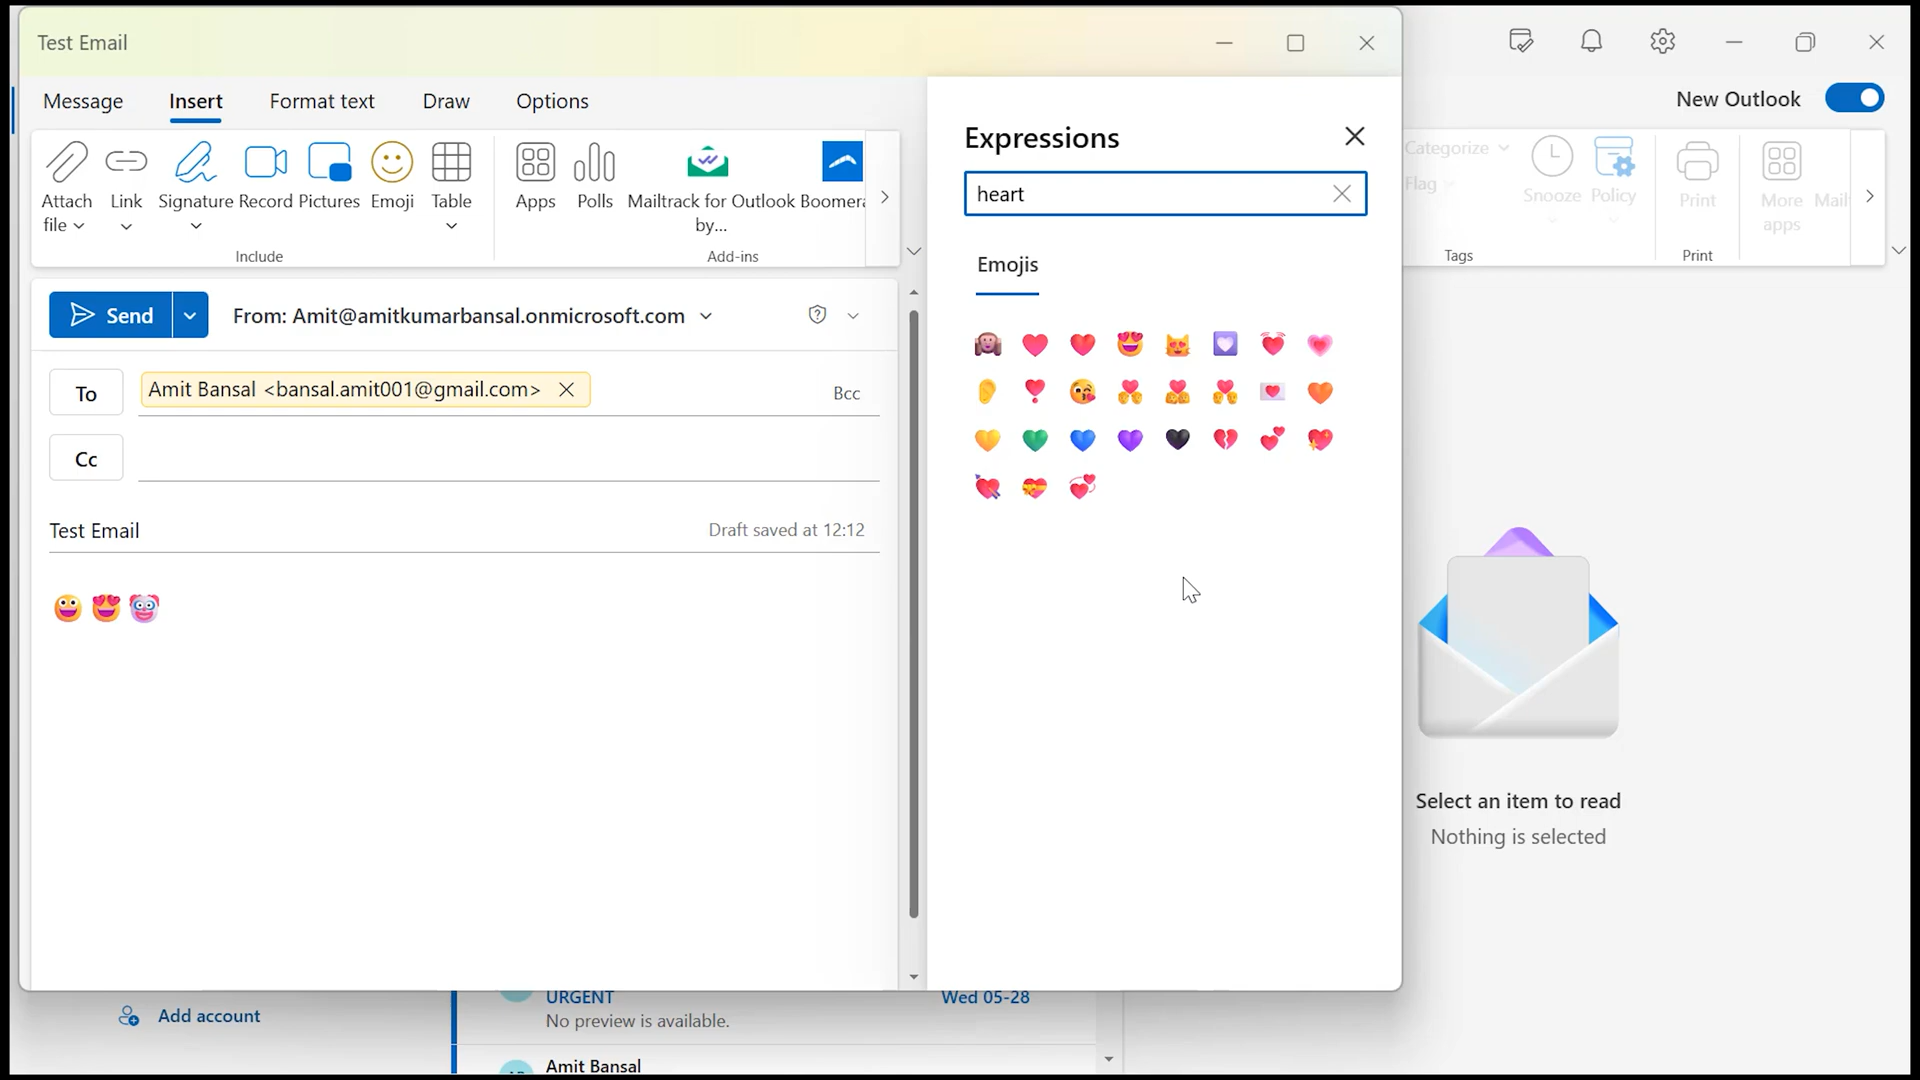 Test Email
New Outlook
Message Insert Format text Draw Options
Attach file
Link
Signature
Record
Pictures
Emoji
Table
Include
Apps
Polls
Mailtrack for Outlook by...
Boomera
Add-ins
Expressions
heart
Emojis
Categorize
Flag
Snooze
Policy
Tags
Print
Print
More apps
Mail
Send
From: Amit@amitkumarbansal.onmicrosoft.com
To
Amit Bansal <bansal.amit001@gmail.com>
Bcc
Cc
Test Email
Draft saved at 12:12
Select an item to read
Nothing is selected
Add account
URGENT
Wed 05-28
No preview is available.
Amit Bansal